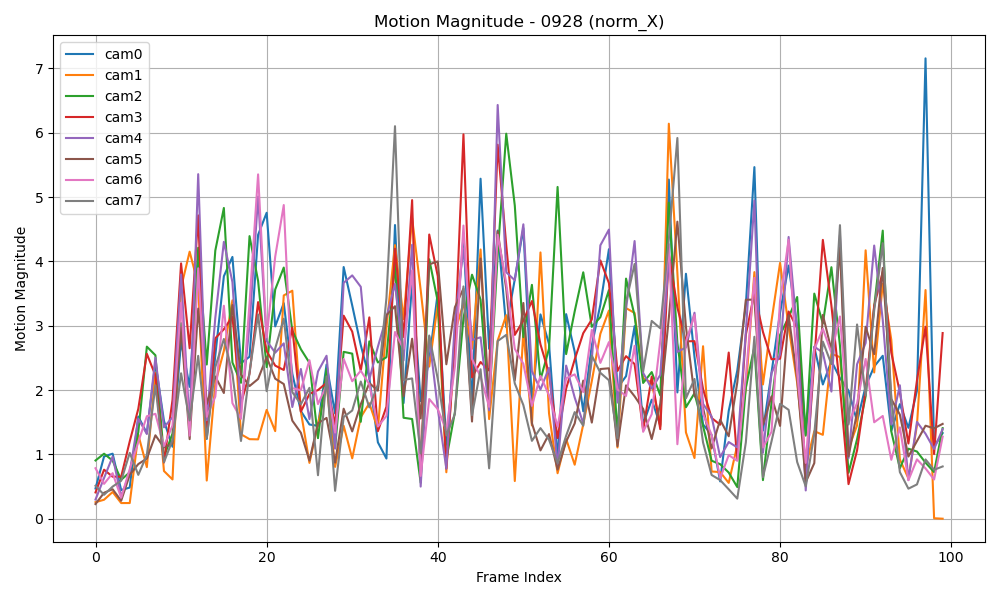 Motion Magnitude - 0928 (norm_X)
cam0
cam1
cam2
cam3
cam4
cam5
cam6
cam7
Motion Magnitude
7
6
5
4
3
2
1
0
0 20 40 60 80 100
Frame Index